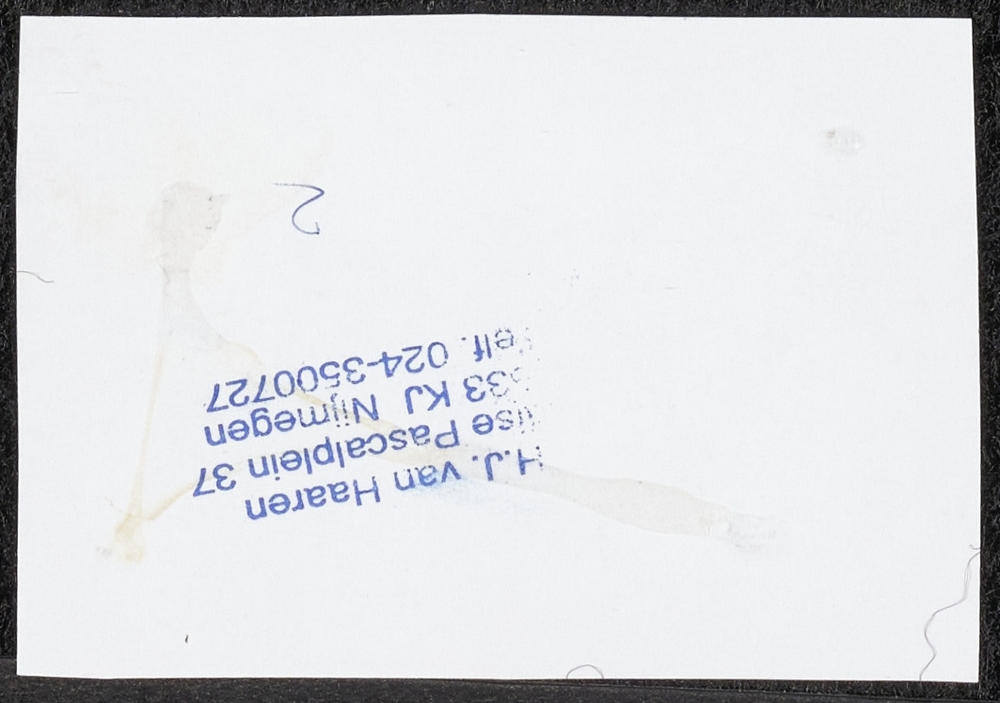 H.J. van Haaren
Pascalplein 37
KJ Nijmegen
024-3500727
2